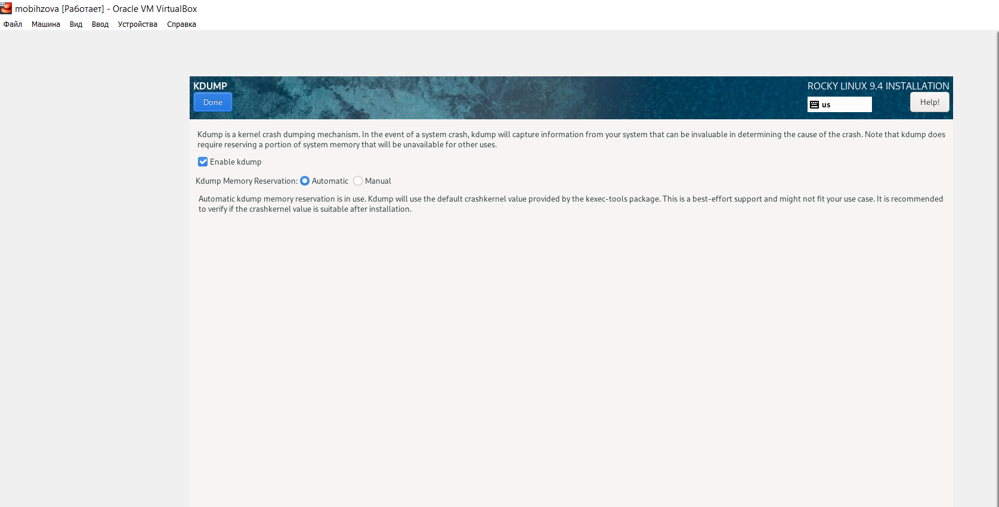 mobihzova [Работает] - Oracle VM VirtualBox
Файл Машина Вид Ввод Устройства Справка
KDUMP
ROCKY LINUX 9.4 INSTALLATION
Done
us
Help!
Kdump is a kernel crash dumping mechanism. In the event of a system crash, kdump will capture information from your system that can be invaluable in determining the cause of the crash. Note that kdump does
require reserving a portion of system memory that will be unavailable for other uses.
Enable kdump
Kdump Memory Reservation: Automatic Manual
Automatic kdump memory reservation is in use. Kdump will use the default crashkernel value provided by the kexec-tools package. This is a best-effort support and might not fit your use case. It is recommended
to verify if the crashkernel value is suitable after installation.